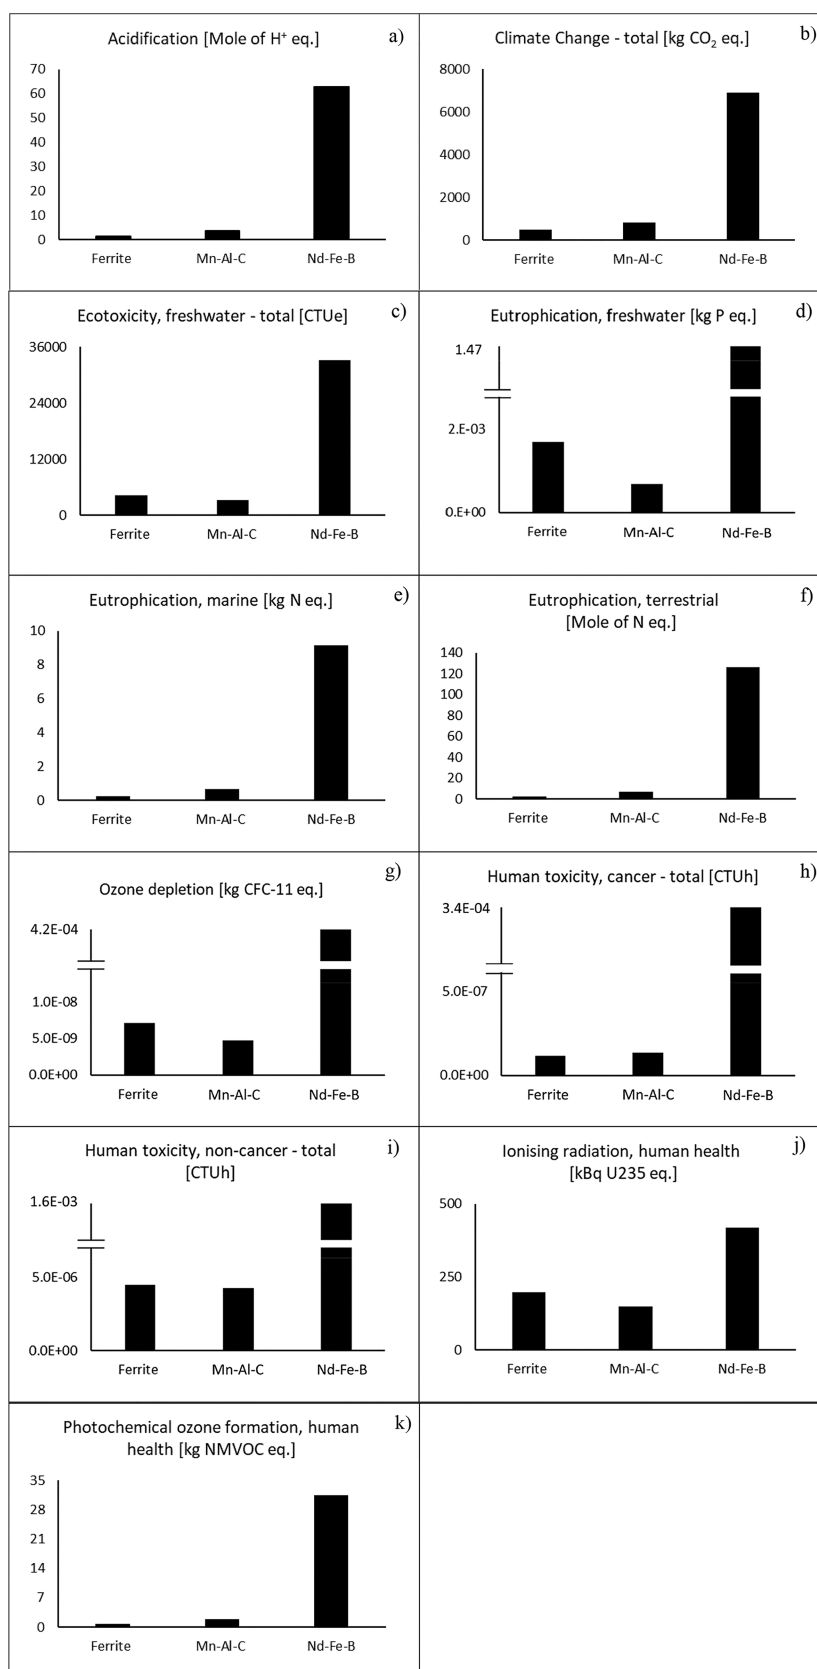 Acidification [Mole of H⁺ eq.]
a)
70
60
50
40
30
20
10
0
Ferrite Mn-Al-C Nd-Fe-B
Climate Change - total [kg CO₂ eq.]
b)
8000
6000
4000
2000
0
Ferrite Mn-Al-C Nd-Fe-B
Ecotoxicity, freshwater - total [CTUe]
c)
36000
24000
12000
0
Ferrite Mn-Al-C Nd-Fe-B
Eutrophication, freshwater [kg P eq.]
d)
1.47
2.E-03
0.E+00
Ferrite Mn-Al-C Nd-Fe-B
Eutrophication, marine [kg N eq.]
e)
10
8
6
4
2
0
Ferrite Mn-Al-C Nd-Fe-B
Eutrophication, terrestrial
[Mole of N eq.]
f)
140
120
100
80
60
40
20
0
Ferrite Mn-Al-C Nd-Fe-B
Ozone depletion [kg CFC-11 eq.]
g)
4.2E-04
1.0E-08
5.0E-09
0.0E+00
Ferrite Mn-Al-C Nd-Fe-B
Human toxicity, cancer - total [CTUh]
h)
3.4E-04
5.0E-07
0.0E+00
Ferrite Mn-Al-C Nd-Fe-B
Human toxicity, non-cancer - total
[CTUh]
i)
1.6E-03
5.0E-06
0.0E+00
Ferrite Mn-Al-C Nd-Fe-B
Ionising radiation, human health
[kBq U235 eq.]
j)
500
250
0
Ferrite Mn-Al-C Nd-Fe-B
Photochemical ozone formation, human
health [kg NMVOC eq.]
k)
35
28
21
14
7
0
Ferrite Mn-Al-C Nd-Fe-B